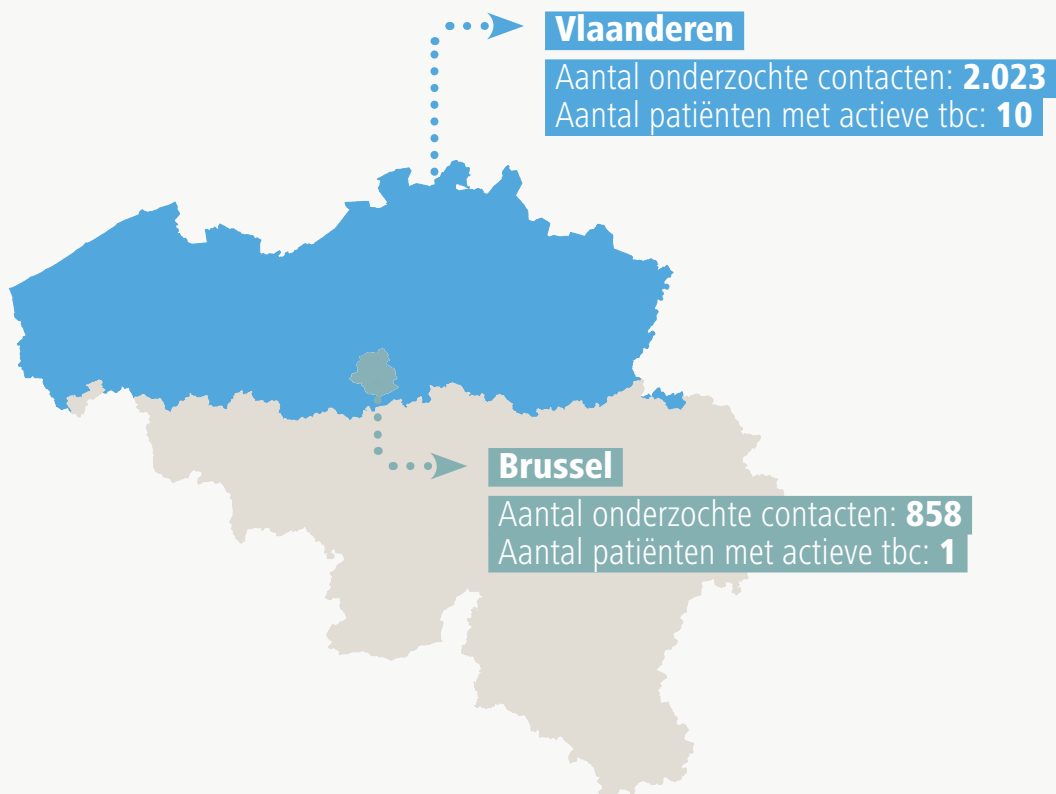 Vlaanderen
Aantal onderzochte contacten: 2.023
Aantal patiënten met actieve tbc: 10
Brussel
Aantal onderzochte contacten: 858
Aantal patiënten met actieve tbc: 1